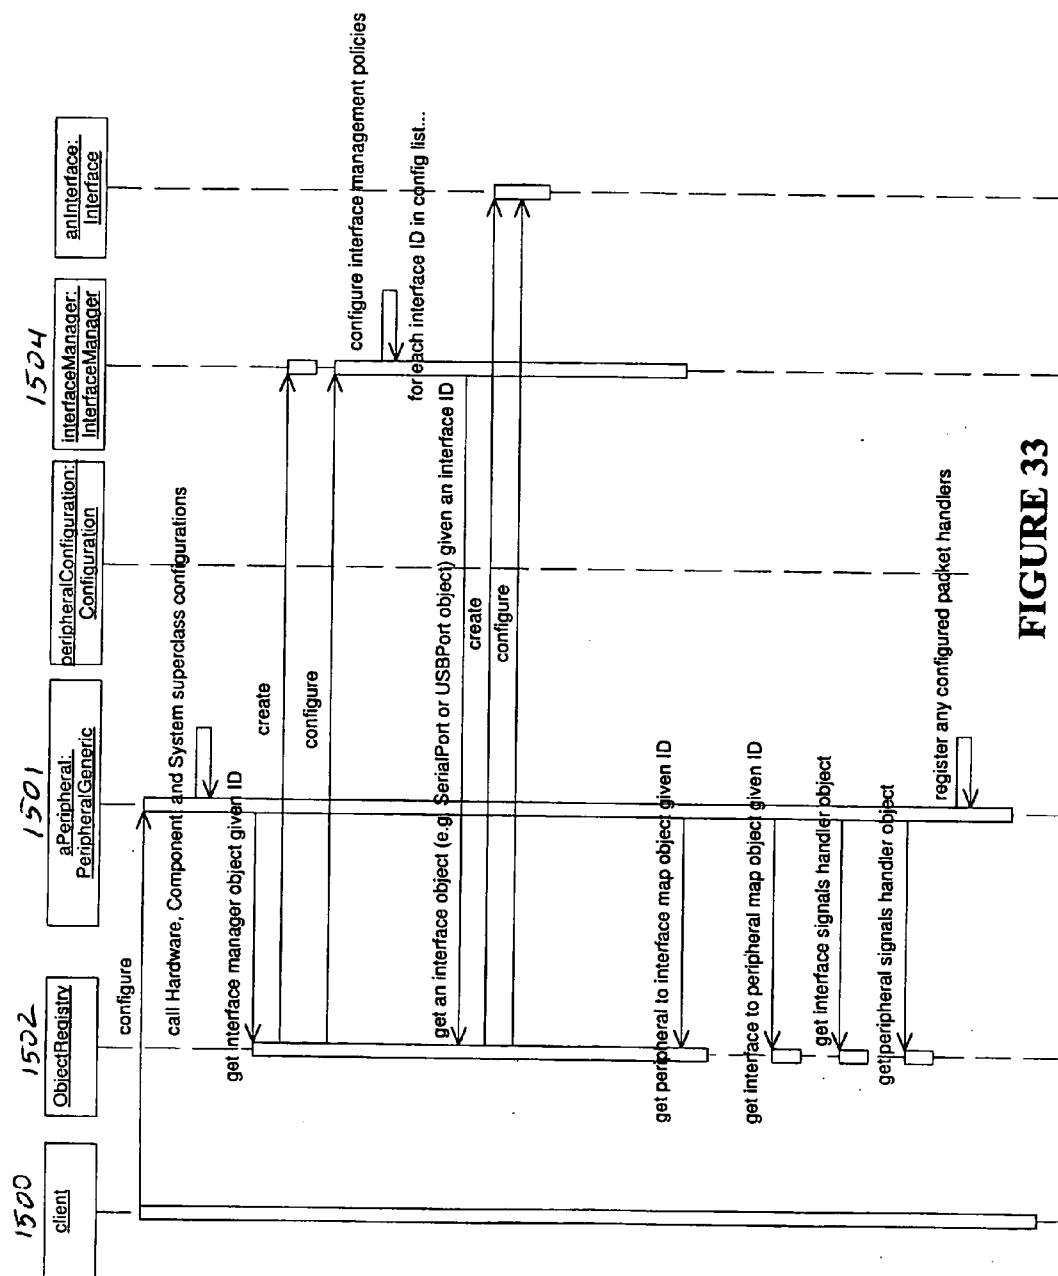 1500
client
1502
ObjectRegistry
1501
aPeripheral:
PeripheralGeneric
peripheralConfiguration:
Configuration
1504
interfaceManager:
InterfaceManager
anInterface:
Interface
configure
call Hardware, Component and System superclass configurations
get interface manager object given ID
create
configure
configure interface management policies
for each interface ID in config list...
get an interface object (e.g. SerialPort or USBPort object) given an interface ID
create
configure
get peripheral to interface map object given ID
get interface to peripheral map object given ID
get interface signals handler object
get peripheral signals handler object
register any configured packet handlers
FIGURE 33